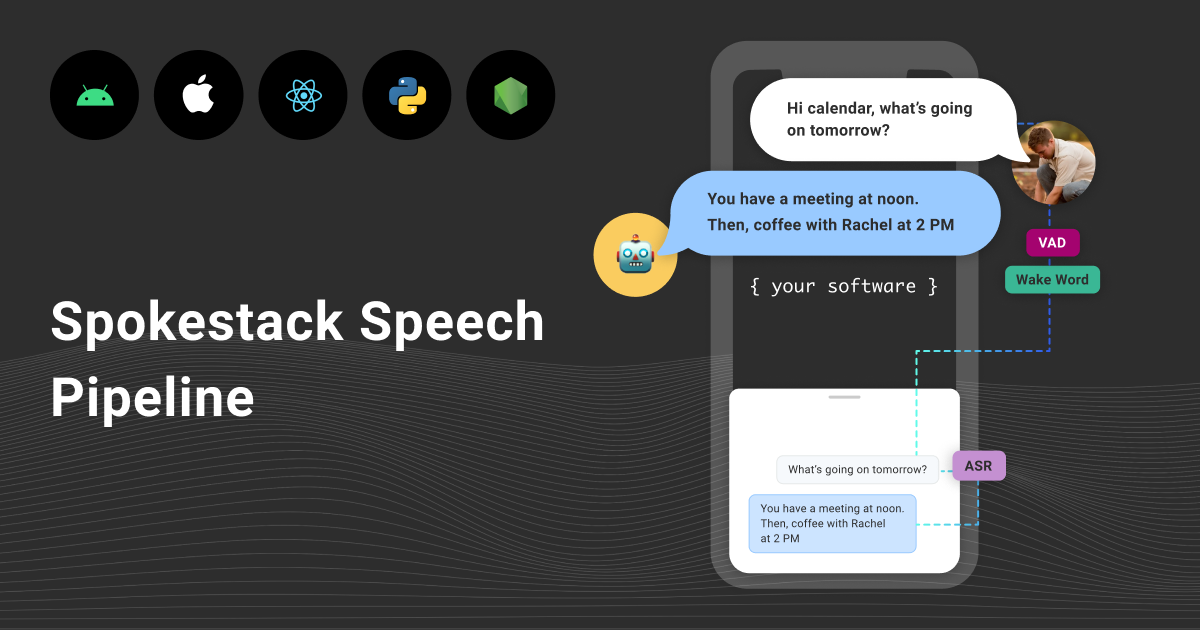 Spokestack Speech
Pipeline
Hi calendar, what’s going
on tomorrow?
You have a meeting at noon.
Then, coffee with Rachel at 2 PM
VAD
Wake Word
{ your software }
What’s going on tomorrow?
ASR
You have a meeting at noon.
Then, coffee with Rachel
at 2 PM